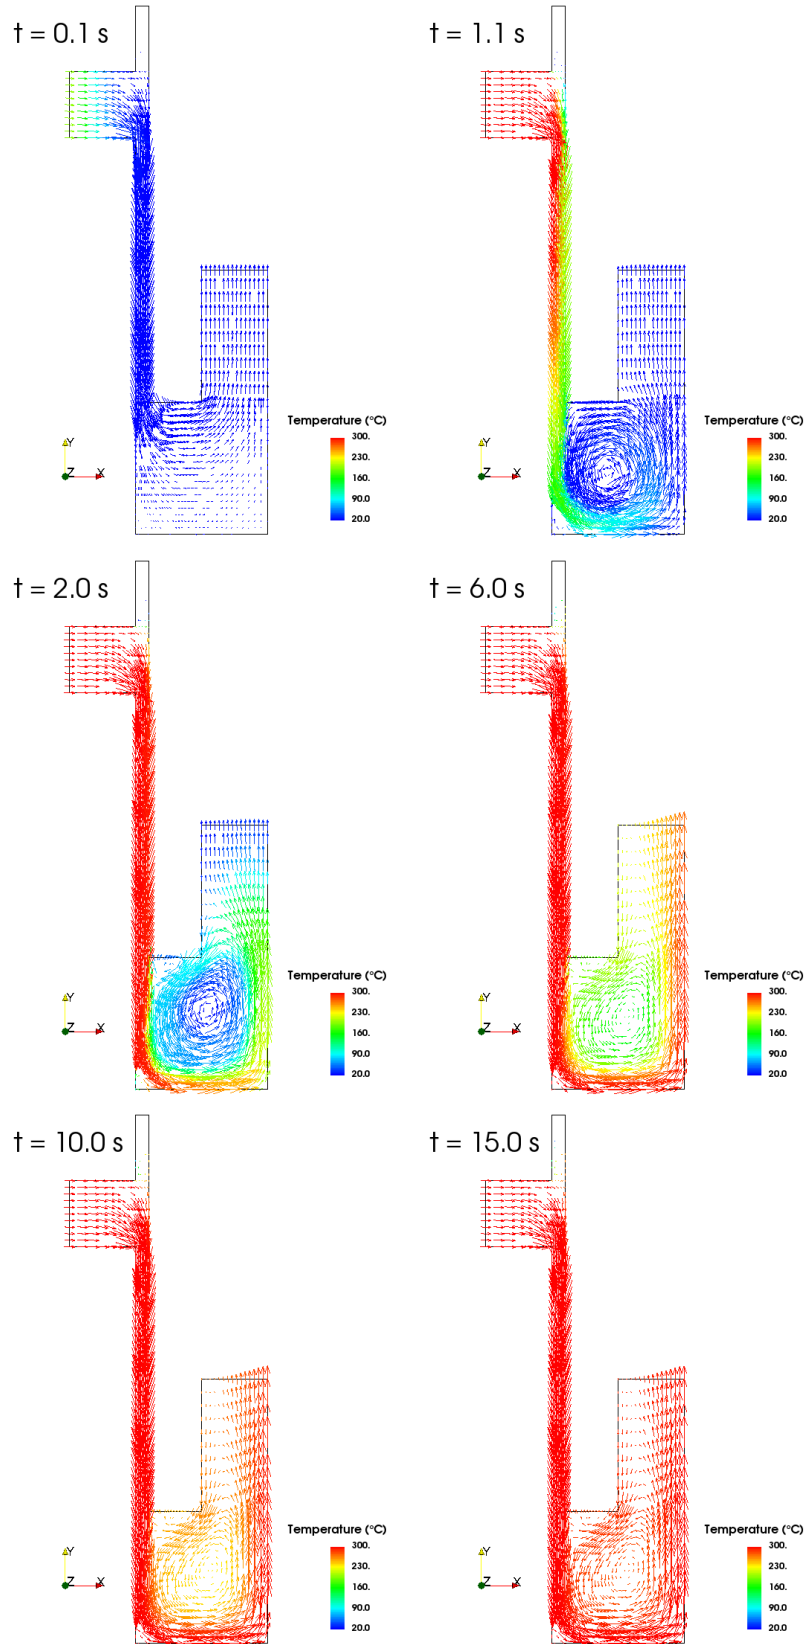 t = 0.1 s
t = 1.1 s
Temperature (°C)
300.
230.
160.
90.0
20.0
Y
Z X
Temperature (°C)
300.
230.
160.
90.0
20.0
Y
Z X
t = 2.0 s
t = 6.0 s
Temperature (°C)
300.
230.
160.
90.0
20.0
Y
Z X
Temperature (°C)
300.
230.
160.
90.0
20.0
Y
Z X
t = 10.0 s
t = 15.0 s
Temperature (°C)
300.
230.
160.
90.0
20.0
Y
Z X
Temperature (°C)
300.
230.
160.
90.0
20.0
Y
Z X